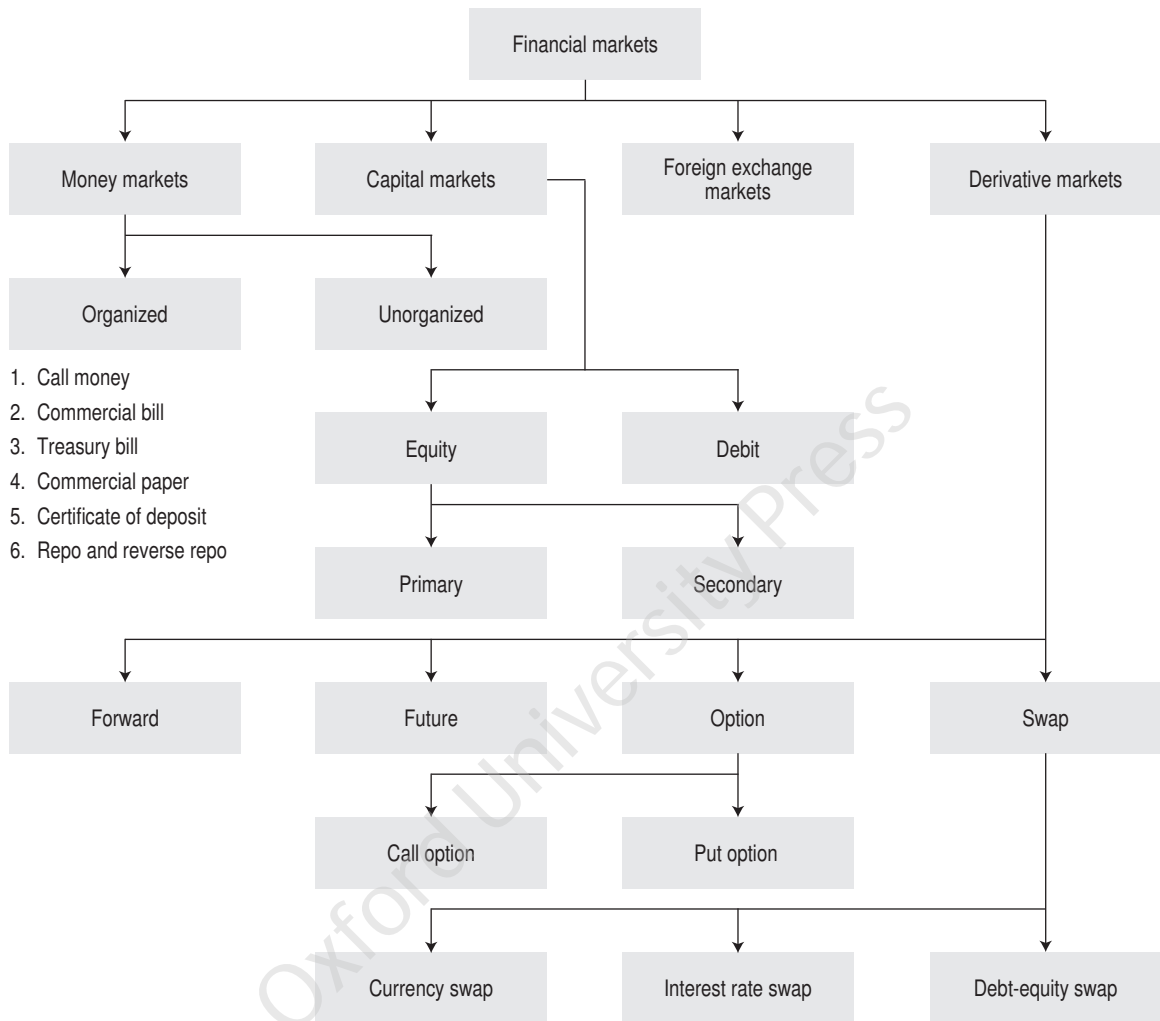 Financial markets
Money markets
Capital markets
Foreign exchange
markets
Derivative markets
Organized
Unorganized
1. Call money
2. Commercial bill
3. Treasury bill
4. Commercial paper
5. Certificate of deposit
6. Repo and reverse repo
Equity
Debit
Primary
Secondary
Forward
Future
Option
Swap
Call option
Put option
Currency swap
Interest rate swap
Debt-equity swap
Oxford University Press